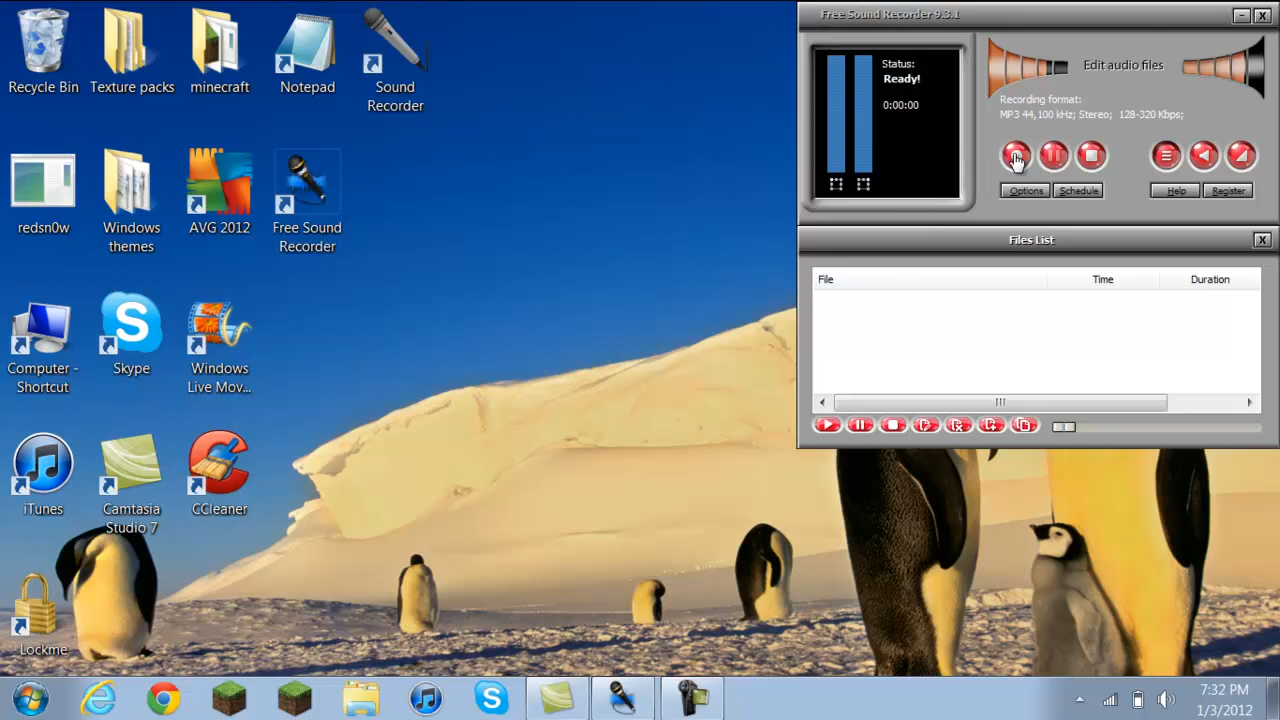 Recycle Bin
Texture packs
minecraft
Notepad
Sound
Recorder
redsn0w
Windows
themes
AVG 2012
Free Sound
Recorder
Computer -
Shortcut
Skype
Windows
Live Mov...
iTunes
Camtasia
Studio 7
CCleaner
Lockme
Free Sound Recorder 9.3.1
Status:
Ready!
0:00:00
Edit audio files
Recording format:
MP3 44,100 kHz; Stereo; 128-320 Kbps;
Options
Schedule
Help
Register
Files List
File
Time
Duration
7:32 PM
1/3/2012